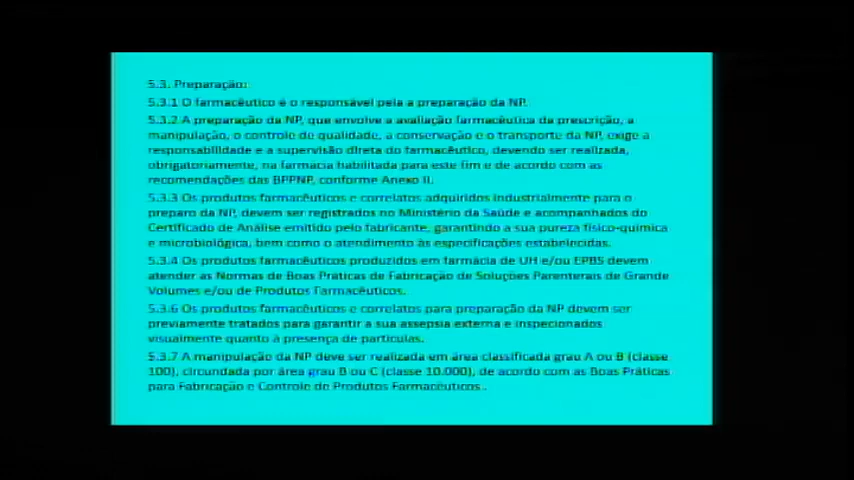 5.3. Preparação:
5.3.1 O farmacêutico é o responsável pela a preparação da NP.
5.3.2 A preparação da NP, que envolve a avaliação farmacêutica da prescrição, a
manipulação, o controle de qualidade, a conservação e o transporte da NP, exige a
responsabilidade e a supervisão direta do farmacêutico, devendo ser realizada,
obrigatoriamente, na farmácia habilitada para este fim e de acordo com as
recomendações das BPPNP, conforme Anexo II.
5.3.3 Os produtos farmacêuticos e correlatos adquiridos industrialmente para o
preparo da NP, devem ser registrados no Ministério da Saúde e acompanhados do
Certificado de Análise emitido pelo fabricante, garantindo a sua pureza físico-química
e microbiológica, bem como o atendimento às especificações estabelecidas.
5.3.4 Os produtos farmacêuticos produzidos em farmácia de UH e/ou EPBS devem
atender as Normas de Boas Práticas de Fabricação de Soluções Parenterais de Grande
Volumes e/ou de Produtos Farmacêuticos.
5.3.6 Os produtos farmacêuticos e correlatos para preparação da NP devem ser
previamente tratados para garantir a sua assepsia externa e inspecionados
visualmente quanto à presença de partículas.
5.3.7 A manipulação da NP deve ser realizada em área classificada grau A ou B (classe
100), circundada por área grau B ou C (classe 10.000), de acordo com as Boas Práticas
para Fabricação e Controle de Produtos Farmacêuticos..